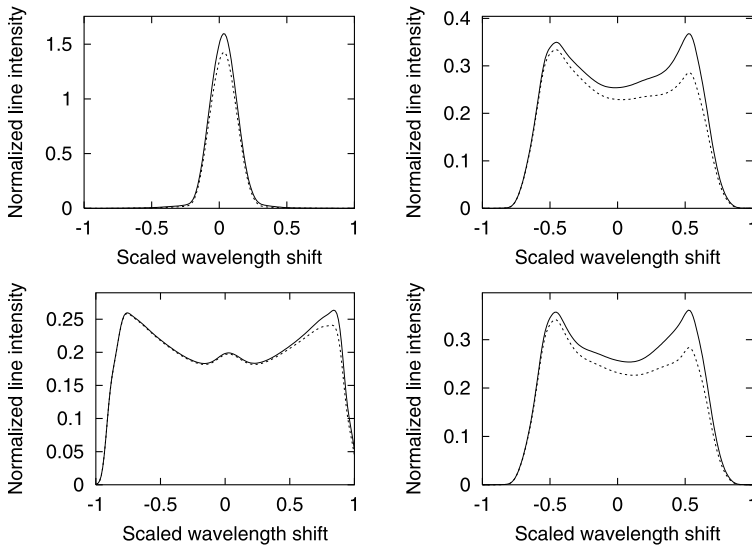 Normalized line intensity
1.5
1
0.5
0
-1 -0.5 0 0.5 1
Scaled wavelength shift
Normalized line intensity
0.4
0.3
0.2
0.1
0
-1 -0.5 0 0.5 1
Scaled wavelength shift
Normalized line intensity
0.25
0.2
0.15
0.1
0.05
0
-1 -0.5 0 0.5 1
Scaled wavelength shift
Normalized line intensity
0.3
0.2
0.1
0
-1 -0.5 0 0.5 1
Scaled wavelength shift